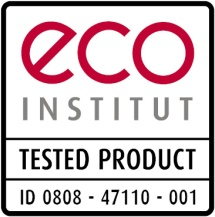 eco
INSTITUT
TESTED PRODUCT
ID 0808 - 47110 - 001